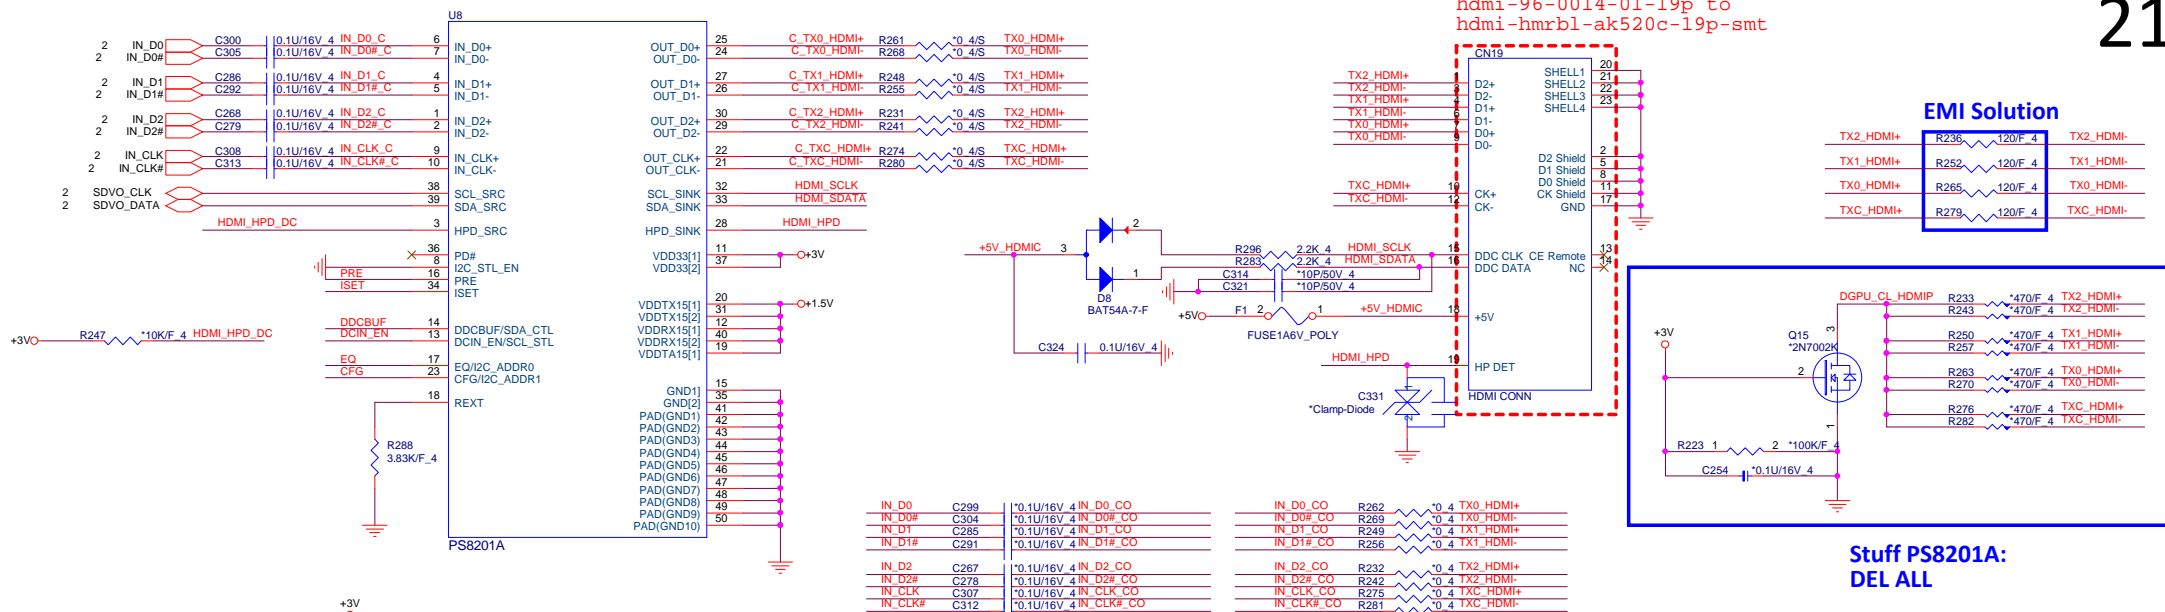 hdmi-96-0014-01-19p to
hdmi-hmrbl-ak520c-19p-smt
21
U8
2 IN_D0 C300 0.1U/16V_4 IN_D0_C 6 IN_D0+
2 IN_D0# C305 0.1U/16V_4 IN_D0#_C 7 IN_D0-
2 IN_D1 C286 0.1U/16V_4 IN_D1_C 4 IN_D1+
2 IN_D1# C292 0.1U/16V_4 IN_D1#_C 5 IN_D1-
2 IN_D2 C268 0.1U/16V_4 IN_D2_C 1 IN_D2+
2 IN_D2# C279 0.1U/16V_4 IN_D2#_C 2 IN_D2-
2 IN_CLK C308 0.1U/16V_4 IN_CLK_C 9 IN_CLK+
2 IN_CLK# C313 0.1U/16V_4 IN_CLK#_C 10 IN_CLK-
2 SDVO_CLK 38 SCL_SRC
2 SDVO_DATA 39 SDA_SRC
HDMI_HPD_DC 3 HPD_SRC
36 PD#
8 I2C_STL_EN
PRE 16 PRE
ISET 34 ISET
DDCBUF 14 DDCBUF/SDA_CTL
DCIN_EN 13 DCIN_EN/SCL_STL
EQ 17 EQ/I2C_ADDR0
CFG 23 CFG/I2C_ADDR1
18 REXT
+3V R247 *10K/F_4 HDMI_HPD_DC
R288
3.83K/F_4
PS8201A
+3V
OUT_D0+ 25 C_TX0_HDMI+ R261 *0_4/S TX0_HDMI+
OUT_D0- 24 C_TX0_HDMI- R268 *0_4/S TX0_HDMI-
OUT_D1+ 27 C_TX1_HDMI+ R248 *0_4/S TX1_HDMI+
OUT_D1- 26 C_TX1_HDMI- R255 *0_4/S TX1_HDMI-
OUT_D2+ 30 C_TX2_HDMI+ R231 *0_4/S TX2_HDMI+
OUT_D2- 29 C_TX2_HDMI- R241 *0_4/S TX2_HDMI-
OUT_CLK+ 22 C_TXC_HDMI+ R274 *0_4/S TXC_HDMI+
OUT_CLK- 21 C_TXC_HDMI- R280 *0_4/S TXC_HDMI-
SCL_SINK 32 HDMI_SCLK
SDA_SINK 33 HDMI_SDATA
HPD_SINK 28 HDMI_HPD
VDD33[1] 11 +3V
VDD33[2] 37
VDDTX15[1] 20 +1.5V
VDDTX15[2] 31
VDDRX15[1] 12
VDDRX15[2] 40
VDDTA15[1] 19
GND1] 15
GND[2] 35
PAD(GND1) 41
PAD(GND2) 42
PAD(GND3) 43
PAD(GND4) 44
PAD(GND5) 45
PAD(GND6) 46
PAD(GND7) 47
PAD(GND8) 48
PAD(GND9) 49
PAD(GND10) 50
CN19
TX2_HDMI+ 1 D2+
TX2_HDMI- 3 D2-
TX1_HDMI+ 4 D1+
TX1_HDMI- 6 D1-
TX0_HDMI+ 7 D0+
TX0_HDMI- 9 D0-
TXC_HDMI+ 10 CK+
TXC_HDMI- 12 CK-
SHELL1 20
SHELL2 21
SHELL3 22
SHELL4 23
D2 Shield 2
D1 Shield 5
D0 Shield 8
CK Shield 11
GND 17
+5V_HDMIC 3 2 1
D8
BAT54A-7-F
R296 2.2K_4 HDMI_SCLK 15 DDC CLK CE Remote 13
R283 2.2K_4 HDMI_SDATA 16 DDC DATA NC 14
C314 *10P/50V_4
C321 *10P/50V_4
+5V F1 2 1 +5V_HDMIC 18 +5V
FUSE1A6V_POLY
C324 0.1U/16V_4
HDMI_HPD 19 HP DET
C331 1 2
*Clamp-Diode
HDMI CONN
EMI Solution
TX2_HDMI+ R236 120/F_4 TX2_HDMI-
TX1_HDMI+ R252 120/F_4 TX1_HDMI-
TX0_HDMI+ R265 120/F_4 TX0_HDMI-
TXC_HDMI+ R279 120/F_4 TXC_HDMI-
DGPU_CL_HDMIP R233 *470/F_4 TX2_HDMI+
R243 *470/F_4 TX2_HDMI-
R250 *470/F_4 TX1_HDMI+
R257 *470/F_4 TX1_HDMI-
R263 *470/F_4 TX0_HDMI+
R270 *470/F_4 TX0_HDMI-
R276 *470/F_4 TXC_HDMI+
R282 *470/F_4 TXC_HDMI-
+3V
Q15
*2N7002K
3
2
1
R223 1 2 *100K/F_4
C254 *0.1U/16V_4
Stuff PS8201A:
DEL ALL
IN_D0 C299 *0.1U/16V_4 IN_D0_CO
IN_D0# C304 *0.1U/16V_4 IN_D0#_CO
IN_D1 C285 *0.1U/16V_4 IN_D1_CO
IN_D1# C291 *0.1U/16V_4 IN_D1#_CO
IN_D2 C267 *0.1U/16V_4 IN_D2_CO
IN_D2# C278 *0.1U/16V_4 IN_D2#_CO
IN_CLK C307 *0.1U/16V_4 IN_CLK_CO
IN_CLK# C312 *0.1U/16V_4 IN_CLK#_CO
IN_D0_CO R262 *0_4 TX0_HDMI+
IN_D0#_CO R269 *0_4 TX0_HDMI-
IN_D1_CO R249 *0_4 TX1_HDMI+
IN_D1#_CO R256 *0_4 TX1_HDMI-
IN_D2_CO R232 *0_4 TX2_HDMI+
IN_D2#_CO R242 *0_4 TX2_HDMI-
IN_CLK_CO R275 *0_4 TXC_HDMI+
IN_CLK#_CO R281 *0_4 TXC_HDMI-